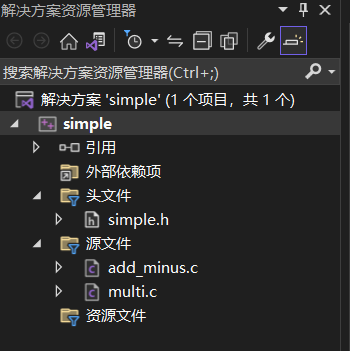 解决方案资源管理器
搜索解决方案资源管理器(Ctrl+;)
解决方案 'simple' (1 个项目，共 1 个)
simple
引用
外部依赖项
头文件
simple.h
源文件
add_minus.c
multi.c
资源文件